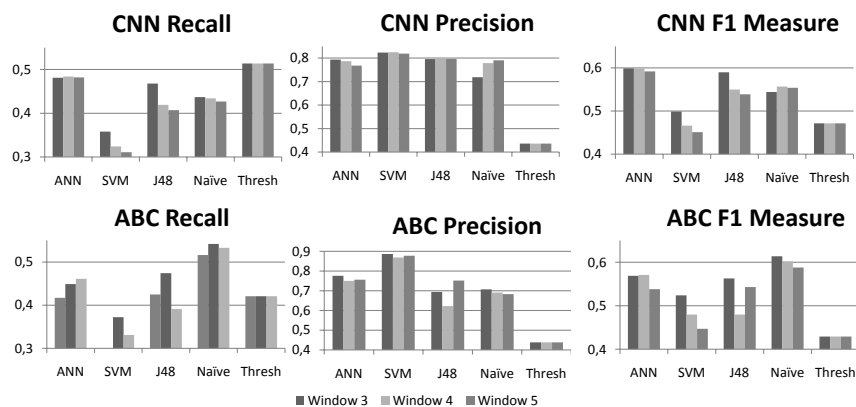 CNN Recall
0,5
0,4
0,3
ANN SVM J48 Naïve Thresh
CNN Precision
0,8
0,7
0,6
0,5
0,4
ANN SVM J48 Naïve Thresh
CNN F1 Measure
0,6
0,5
0,4
ANN SVM J48 Naïve Thresh
ABC Recall
0,5
0,4
0,3
ANN SVM J48 Naïve Thresh
ABC Precision
0,9
0,8
0,7
0,6
0,5
0,4
ANN SVM J48 Naïve Thresh
ABC F1 Measure
0,6
0,5
0,4
ANN SVM J48 Naïve Thresh
Window 3 Window 4 Window 5